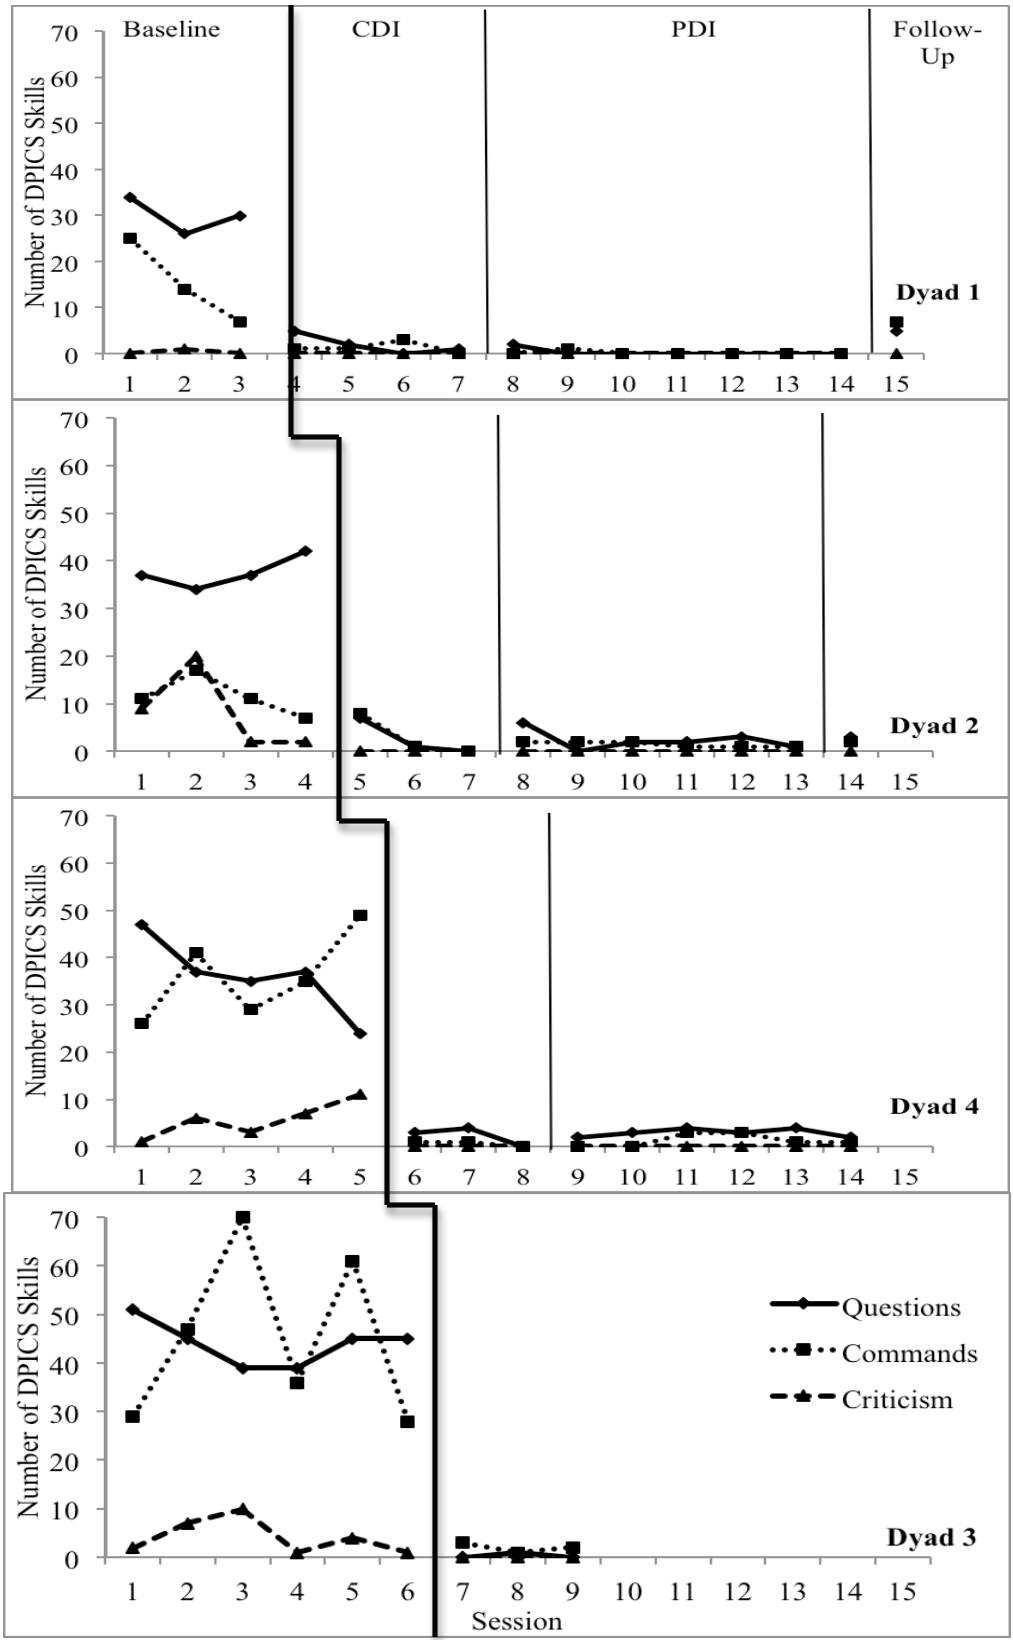 Baseline CDI PDI Follow-
Up
Number of DPICS Skills
70
60
50
40
30
20
10
0
Dyad 1
1 2 3 4 5 6 7 8 9 10 11 12 13 14 15
Number of DPICS Skills
70
60
50
40
30
20
10
0
Dyad 2
1 2 3 4 5 6 7 8 9 10 11 12 13 14 15
Number of DPICS Skills
70
60
50
40
30
20
10
0
Dyad 4
1 2 3 4 5 6 7 8 9 10 11 12 13 14 15
Number of DPICS Skills
70
60
50
40
30
20
10
0
Questions
Commands
Criticism
Dyad 3
1 2 3 4 5 6 7 8 9 10 11 12 13 14 15
Session